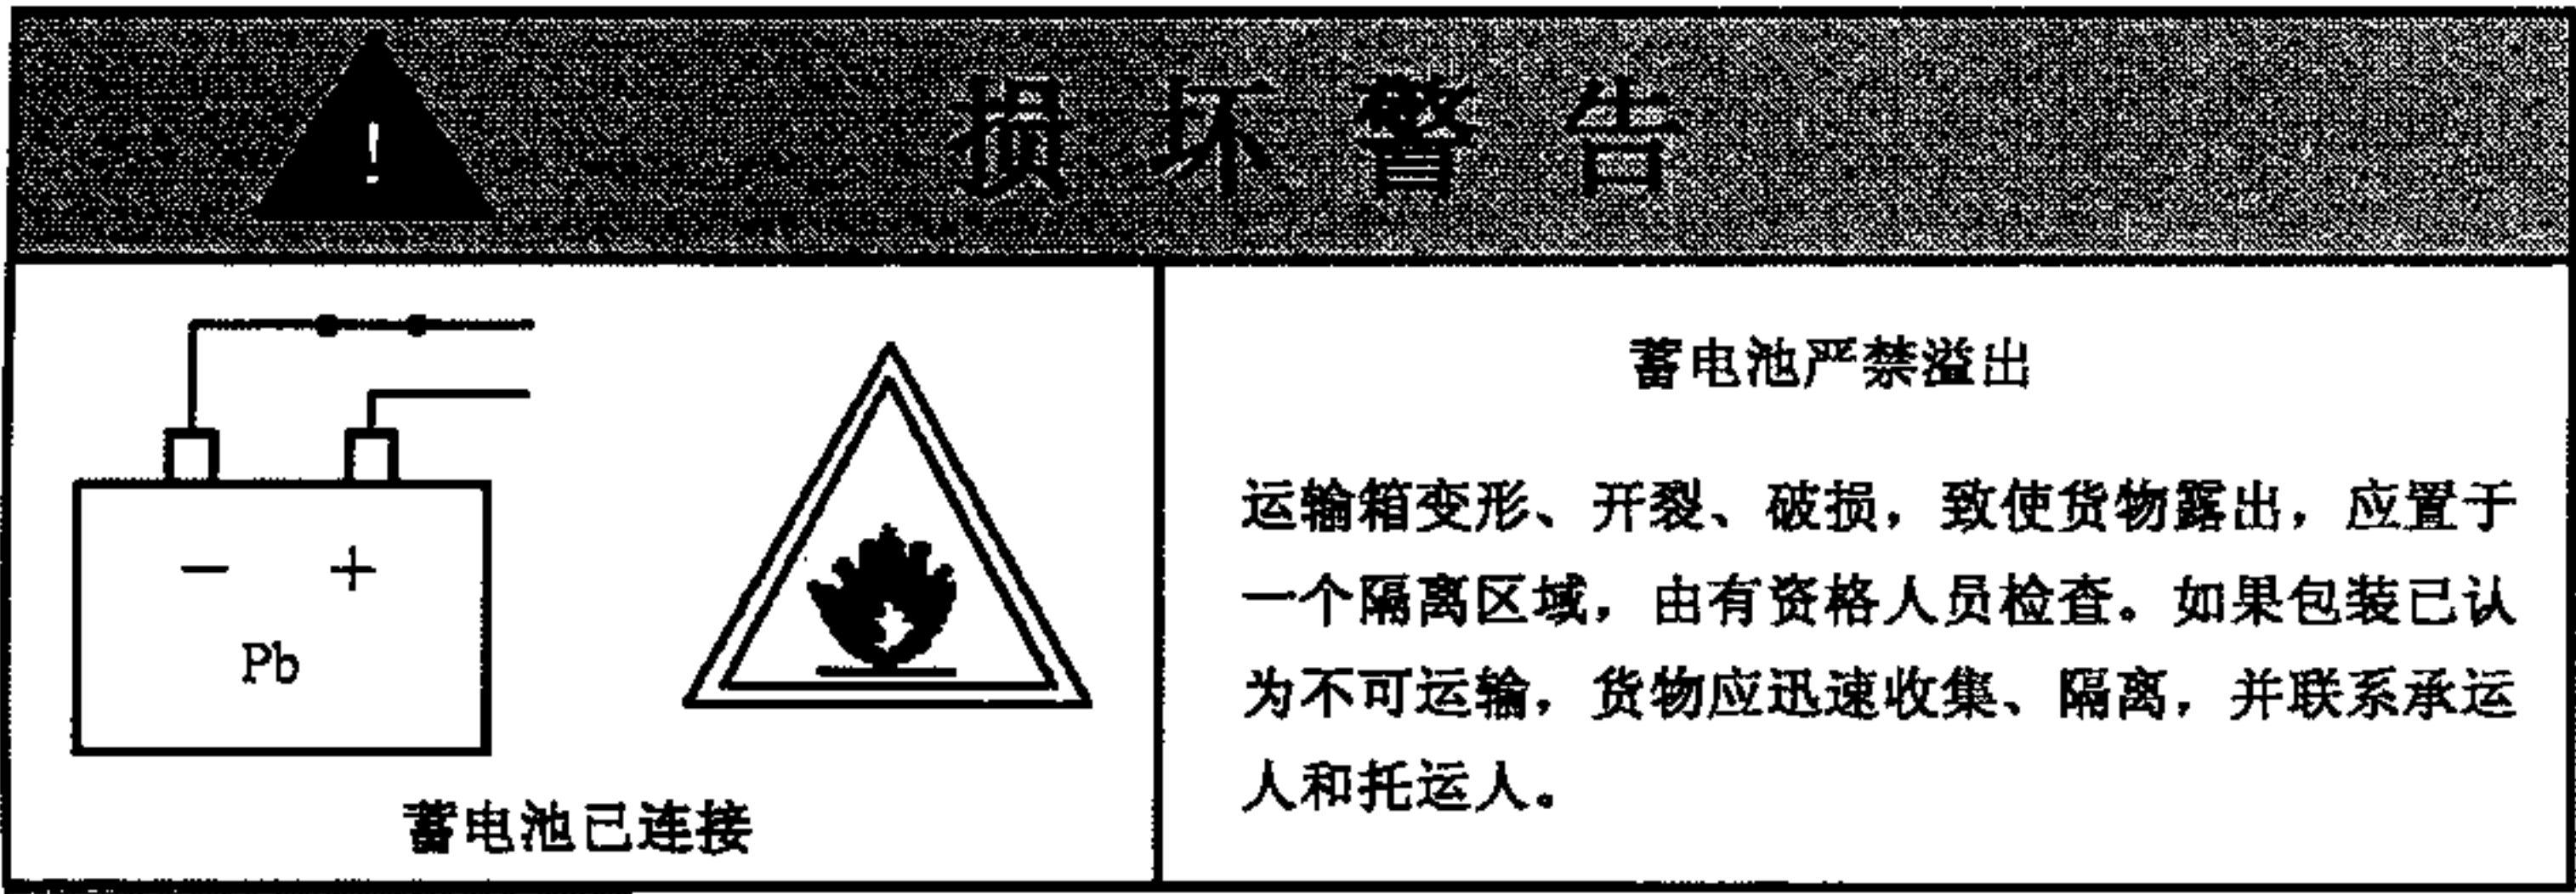 !
损坏警告
- +
Pb
蓄电池已连接
蓄电池严禁溢出
运输箱变形、开裂、破损，致使货物露出，应置于
一个隔离区域，由有资格人员检查。如果包装已认
为不可运输，货物应迅速收集、隔离，并联系承运
人和托运人。